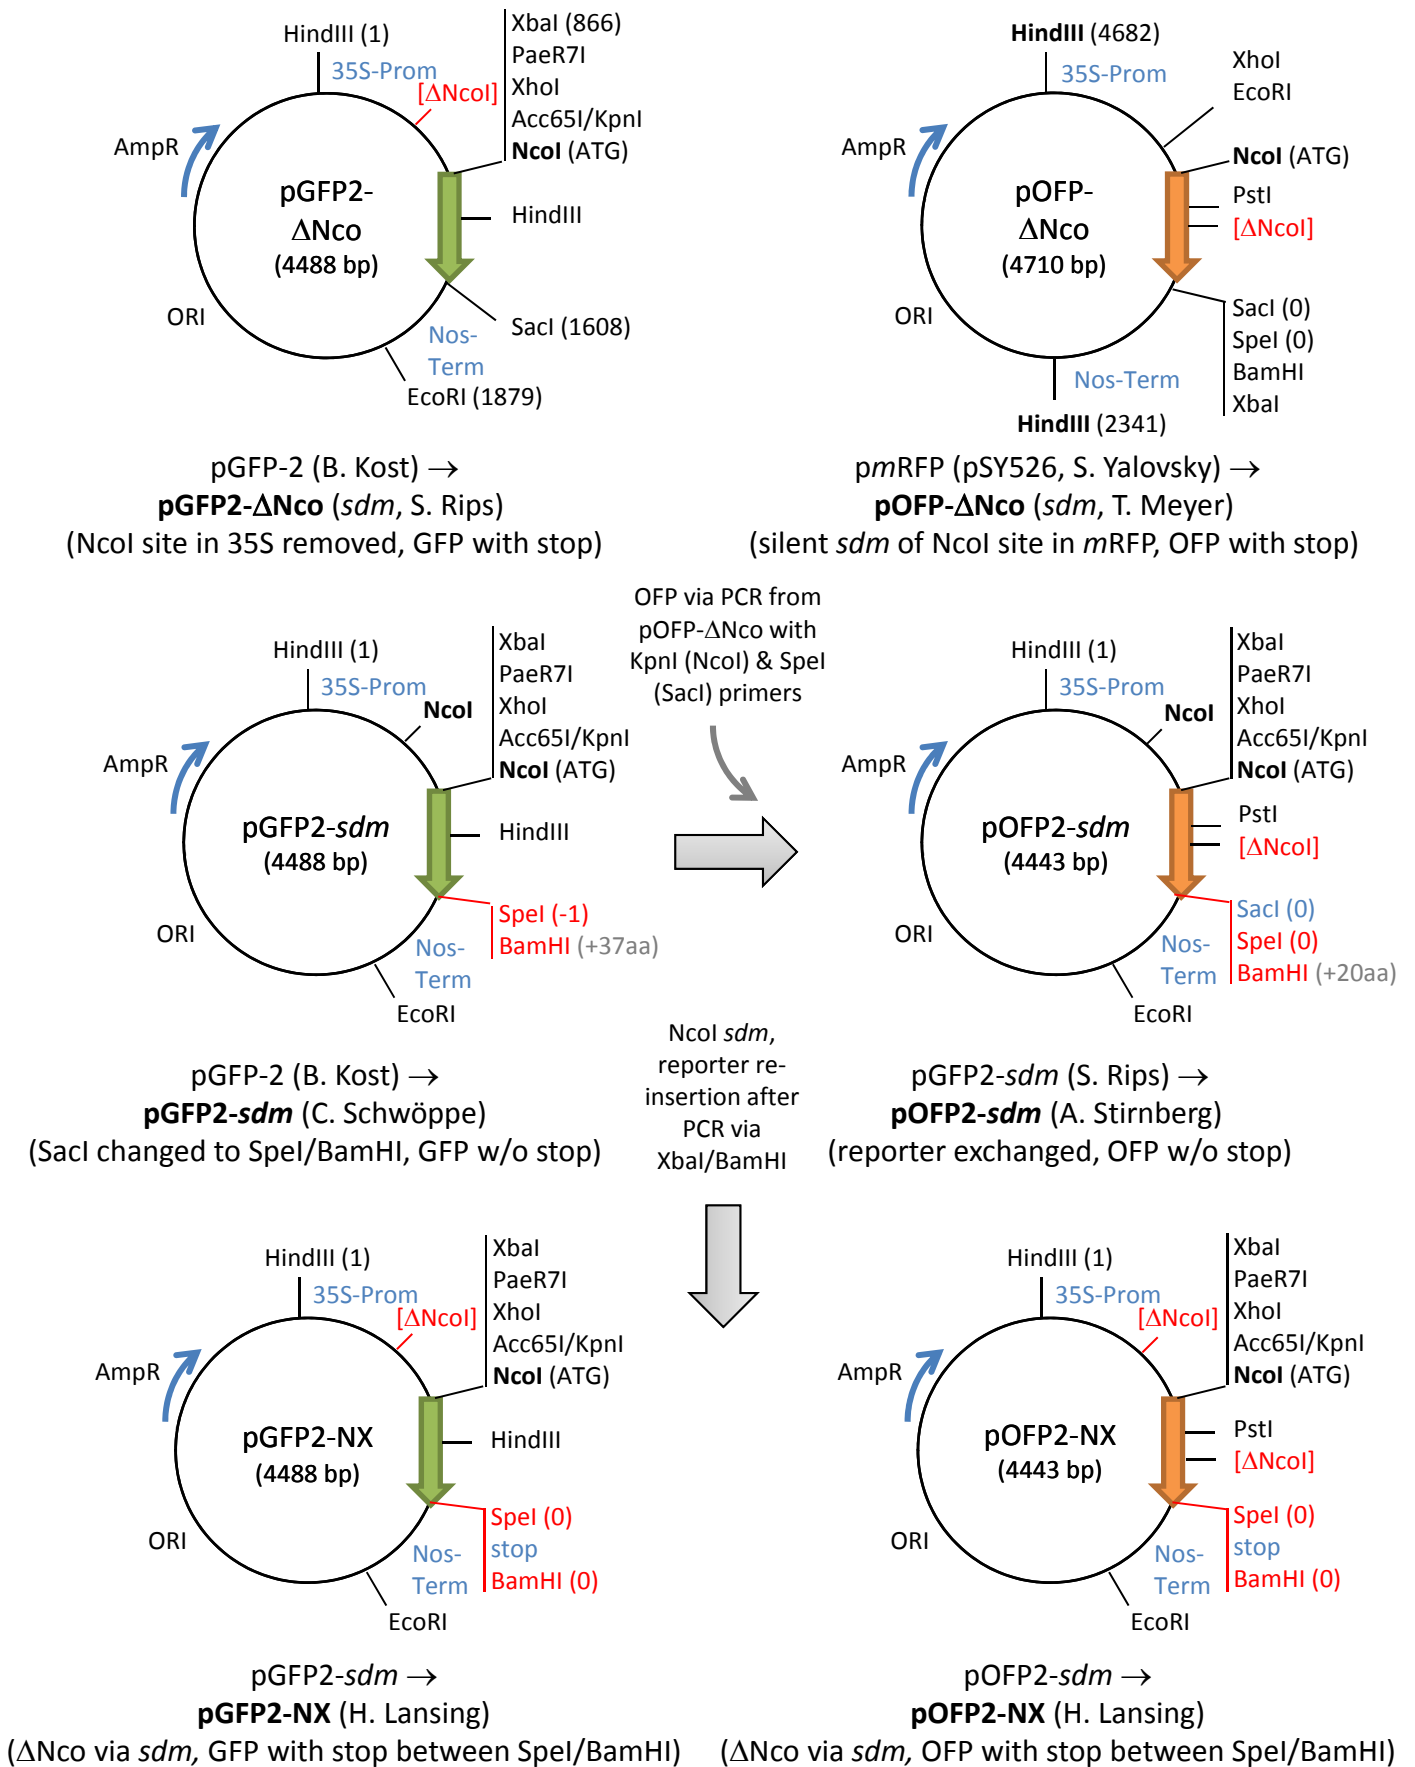 HindIII (1)
35S-Prom
[ΔNcoI]
XbaI (866)
PaeR7I
XhoI
Acc65I/KpnI
NcoI (ATG)
AmpR
pGFP2-
ΔNco
(4488 bp)
HindIII
ORI
Nos-
Term
SacI (1608)
EcoRI (1879)
pGFP-2 (B. Kost) →
pGFP2-ΔNco (sdm, S. Rips)
(NcoI site in 35S removed, GFP with stop)
HindIII (4682)
35S-Prom
XhoI
EcoRI
NcoI (ATG)
AmpR
pOFP-
ΔNco
(4710 bp)
PstI
[ΔNcoI]
ORI
SacI (0)
SpeI (0)
BamHI
XbaI
Nos-Term
HindIII (2341)
pmRFP (pSY526, S. Yalovsky) →
pOFP-ΔNco (sdm, T. Meyer)
(silent sdm of NcoI site in mRFP, OFP with stop)
OFP via PCR from
pOFP-ΔNco with
KpnI (NcoI) & SpeI
(SacI) primers
HindIII (1)
35S-Prom
NcoI
XbaI
PaeR7I
XhoI
Acc65I/KpnI
NcoI (ATG)
AmpR
pGFP2-sdm
(4488 bp)
HindIII
ORI
SpeI (-1)
BamHI (+37aa)
Nos-
Term
EcoRI
pGFP-2 (B. Kost) →
pGFP2-sdm (C. Schwöppe)
(SacI changed to SpeI/BamHI, GFP w/o stop)
HindIII (1)
35S-Prom
NcoI
XbaI
PaeR7I
XhoI
Acc65I/KpnI
NcoI (ATG)
AmpR
pOFP2-sdm
(4443 bp)
PstI
[ΔNcoI]
ORI
SacI (0)
SpeI (0)
BamHI (+20aa)
Nos-
Term
EcoRI
pGFP2-sdm (S. Rips) →
pOFP2-sdm (A. Stirnberg)
(reporter exchanged, OFP w/o stop)
NcoI sdm,
reporter re-
insertion after
PCR via
XbaI/BamHI
HindIII (1)
35S-Prom
[ΔNcoI]
XbaI
PaeR7I
XhoI
Acc65I/KpnI
NcoI (ATG)
AmpR
pGFP2-NX
(4488 bp)
HindIII
ORI
SpeI (0)
stop
BamHI (0)
Nos-
Term
EcoRI
pGFP2-sdm →
pGFP2-NX (H. Lansing)
(ΔNco via sdm, GFP with stop between SpeI/BamHI)
HindIII (1)
35S-Prom
[ΔNcoI]
XbaI
PaeR7I
XhoI
Acc65I/KpnI
NcoI (ATG)
AmpR
pOFP2-NX
(4443 bp)
PstI
[ΔNcoI]
ORI
SpeI (0)
stop
BamHI (0)
Nos-
Term
EcoRI
pOFP2-sdm →
pOFP2-NX (H. Lansing)
(ΔNco via sdm, OFP with stop between SpeI/BamHI)